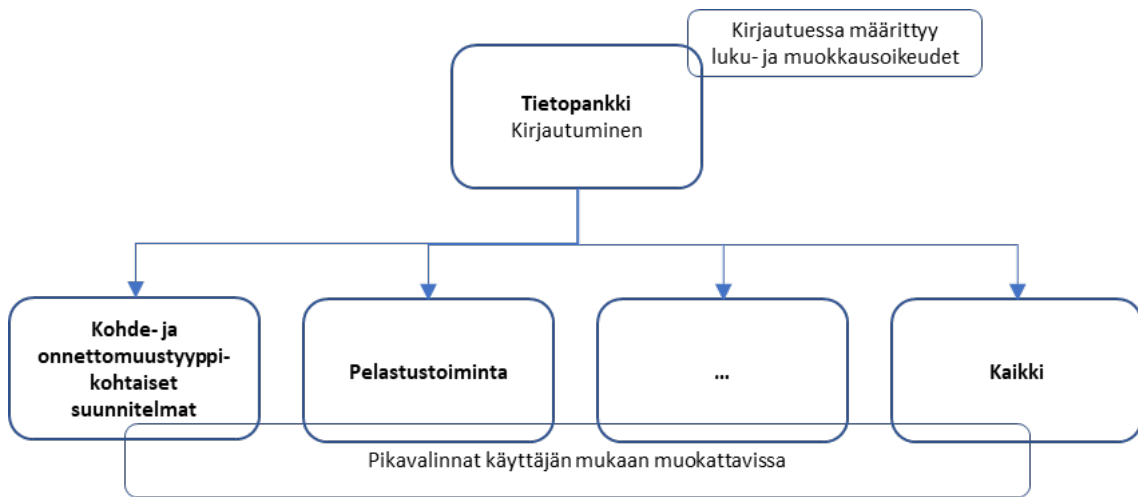 Kirjautuessa määrittyy
luku- ja muokkausoikeudet
Tietopankki
Kirjautuminen
Kohde- ja
onnettomuustyyppi-
kohtaiset
suunnitelmat
Pelastustoiminta
...
Kaikki
Pikavalinnat käyttäjän mukaan muokattavissa